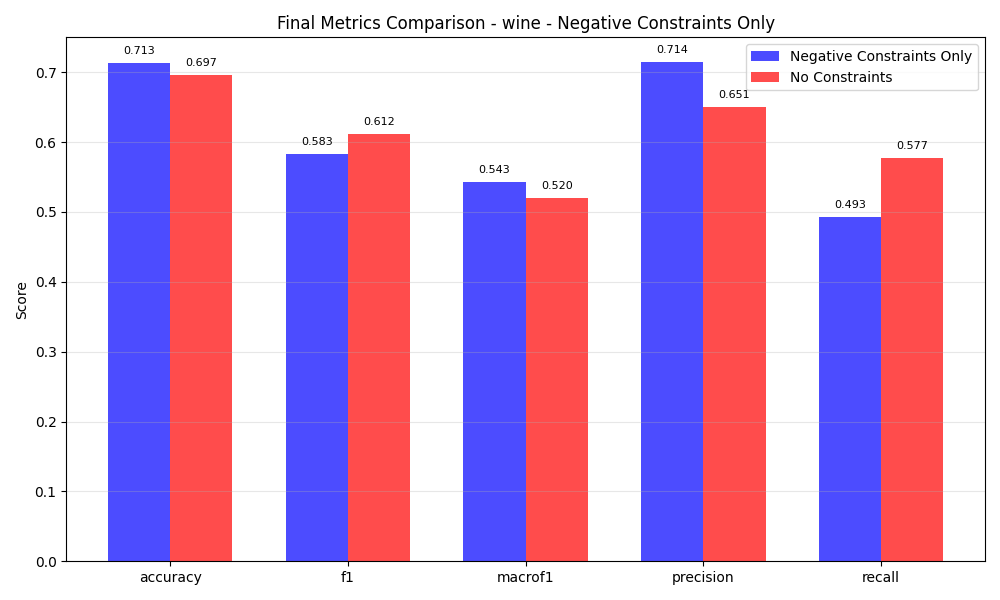 Final Metrics Comparison - wine - Negative Constraints Only
Negative Constraints Only
No Constraints
Score
0.7
0.6
0.5
0.4
0.3
0.2
0.1
0.0
0.713
0.697
0.583
0.612
0.543
0.520
0.714
0.651
0.493
0.577
accuracy
f1
macrof1
precision
recall